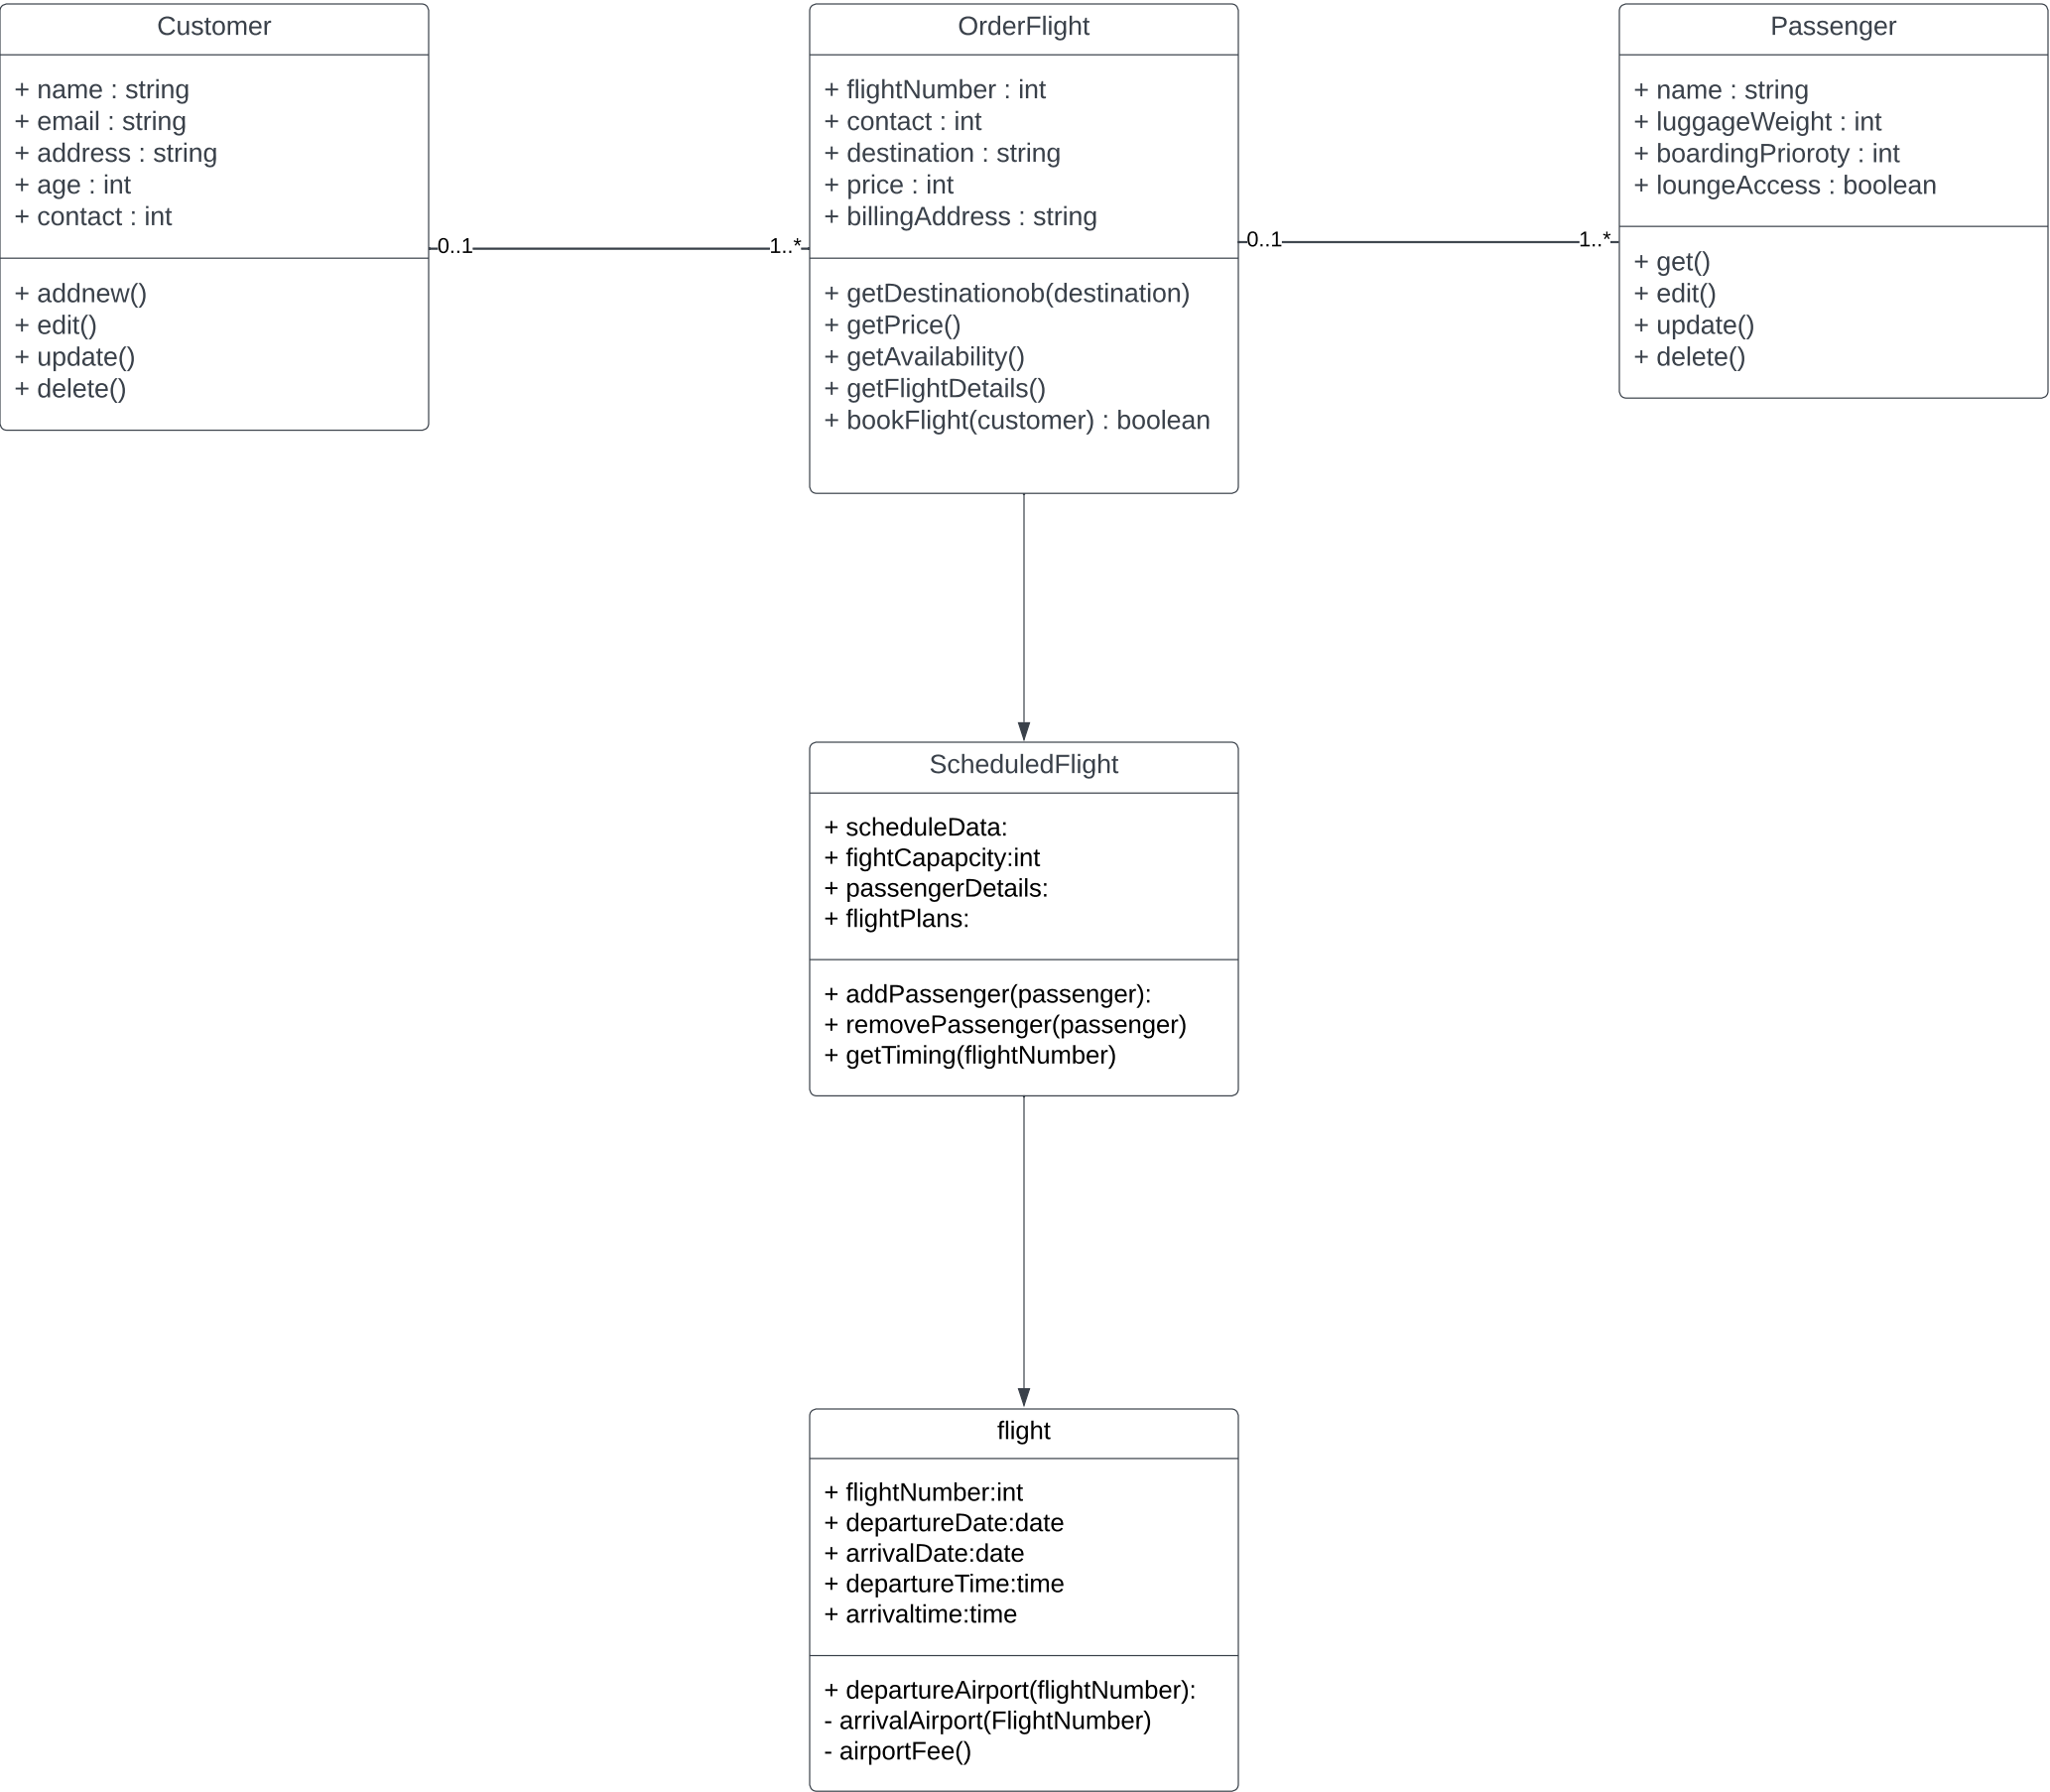 Customer
+ name : string
+ email : string
+ address : string
+ age : int
+ contact : int
+ addnew()
+ edit()
+ update()
+ delete()
0..1
1..*
OrderFlight
+ flightNumber : int
+ contact : int
+ destination : string
+ price : int
+ billingAddress : string
+ getDestinationob(destination)
+ getPrice()
+ getAvailability()
+ getFlightDetails()
+ bookFlight(customer) : boolean
0..1
1..*
Passenger
+ name : string
+ luggageWeight : int
+ boardingPrioroty : int
+ loungeAccess : boolean
+ get()
+ edit()
+ update()
+ delete()
ScheduledFlight
+ scheduleData:
+ fightCapapcity:int
+ passengerDetails:
+ flightPlans:
+ addPassenger(passenger):
+ removePassenger(passenger)
+ getTiming(flightNumber)
flight
+ flightNumber:int
+ departureDate:date
+ arrivalDate:date
+ departureTime:time
+ arrivaltime:time
+ departureAirport(flightNumber):
- arrivalAirport(FlightNumber)
- airportFee()